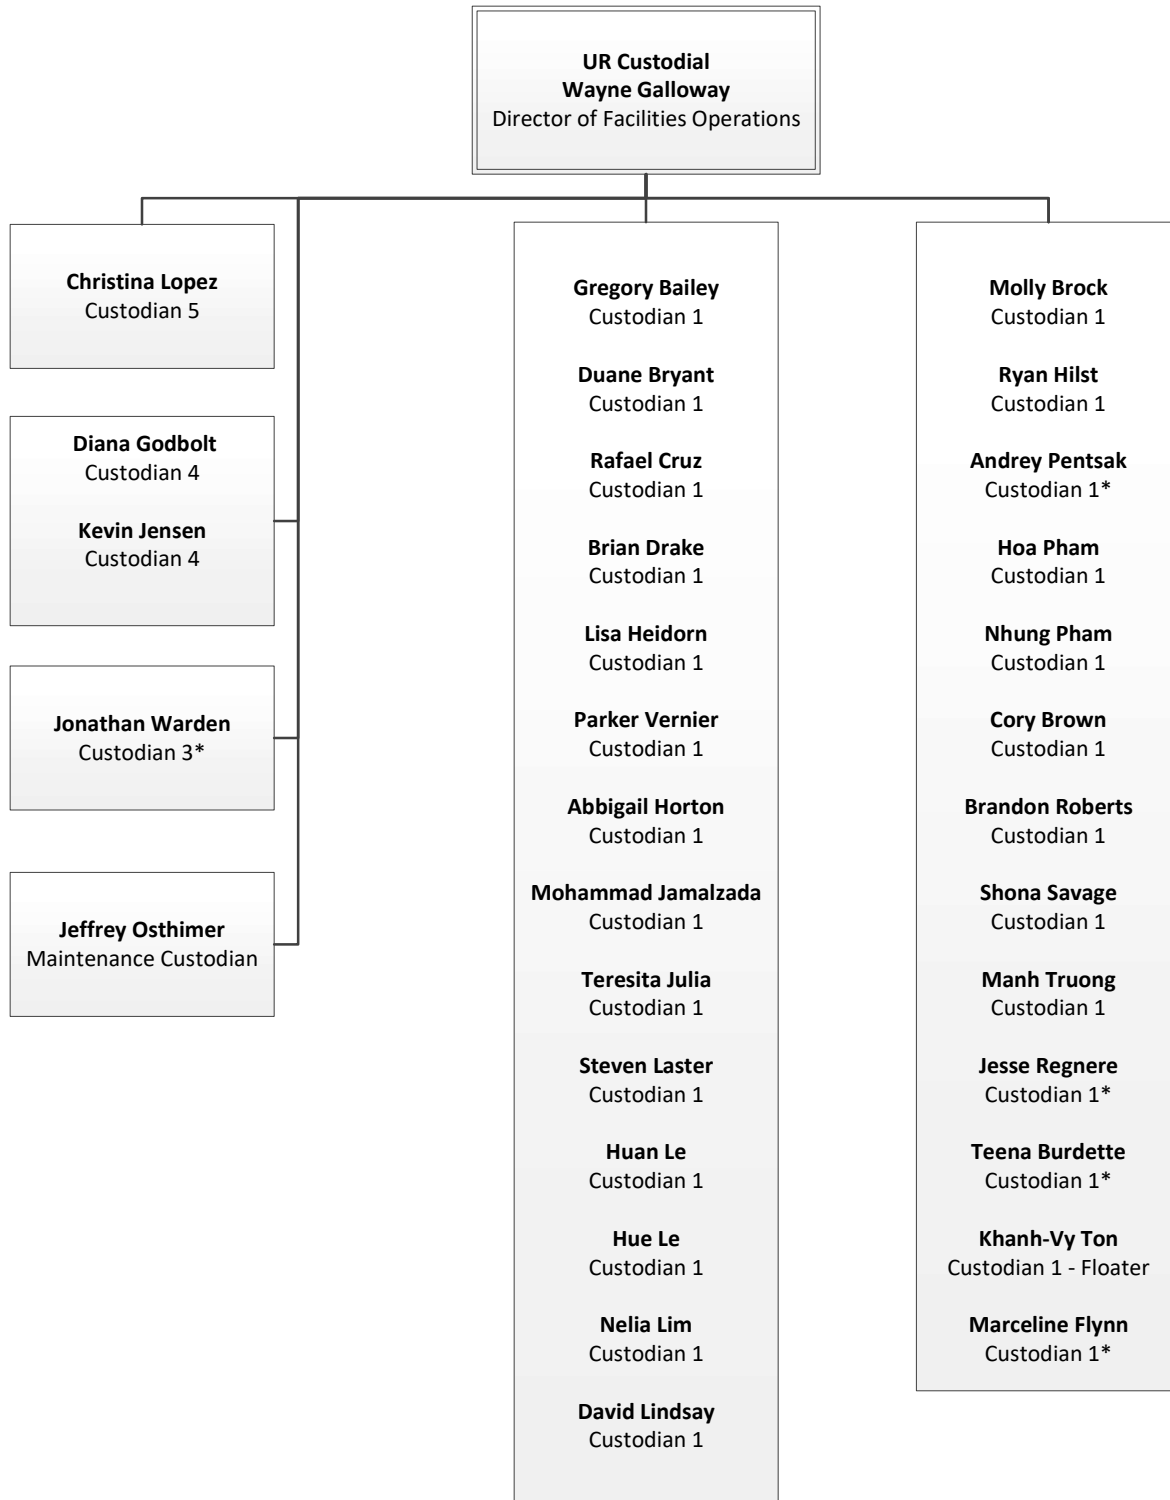 UR Custodial
Wayne Galloway
Director of Facilities Operations
Christina Lopez
Custodian 5
Diana Godbolt
Custodian 4
Kevin Jensen
Custodian 4
Jonathan Warden
Custodian 3*
Jeffrey Osthimer
Maintenance Custodian
Gregory Bailey
Custodian 1
Duane Bryant
Custodian 1
Rafael Cruz
Custodian 1
Brian Drake
Custodian 1
Lisa Heidorn
Custodian 1
Parker Vernier
Custodian 1
Abbigail Horton
Custodian 1
Mohammad Jamalzada
Custodian 1
Teresita Julia
Custodian 1
Steven Laster
Custodian 1
Huan Le
Custodian 1
Hue Le
Custodian 1
Nelia Lim
Custodian 1
David Lindsay
Custodian 1
Molly Brock
Custodian 1
Ryan Hilst
Custodian 1
Andrey Pentsak
Custodian 1*
Hoa Pham
Custodian 1
Nhung Pham
Custodian 1
Cory Brown
Custodian 1
Brandon Roberts
Custodian 1
Shona Savage
Custodian 1
Manh Truong
Custodian 1
Jesse Regnere
Custodian 1*
Teena Burdette
Custodian 1*
Khanh-Vy Ton
Custodian 1 - Floater
Marceline Flynn
Custodian 1*